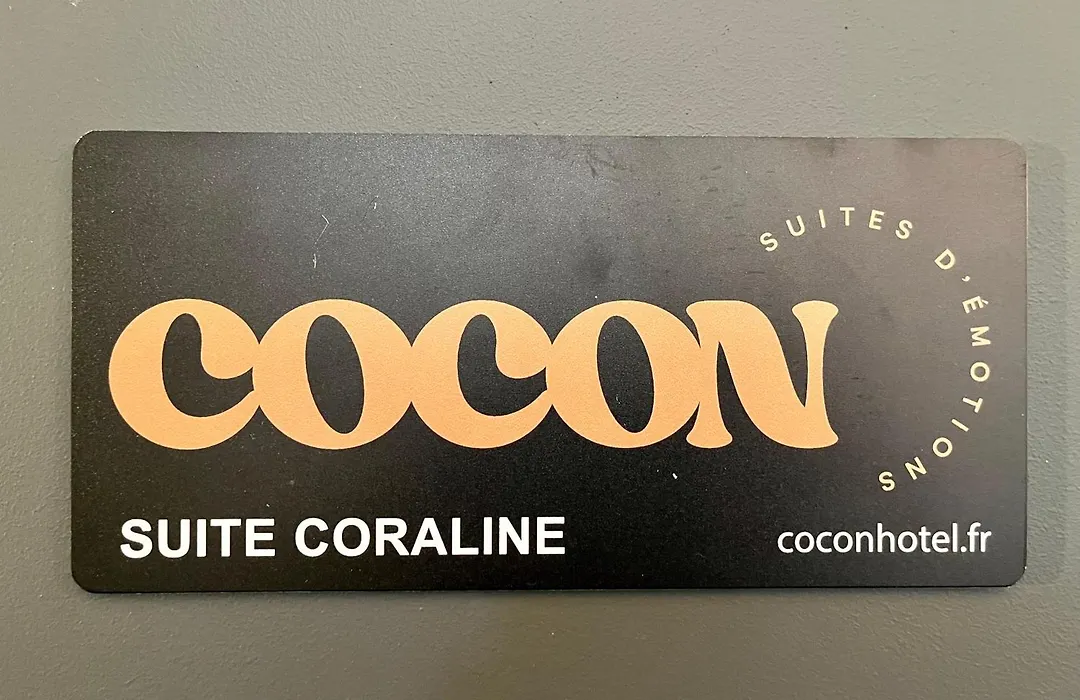 SUITES D'ÉMOTIONS
COCON
SUITE CORALINE
coconhotel.fr